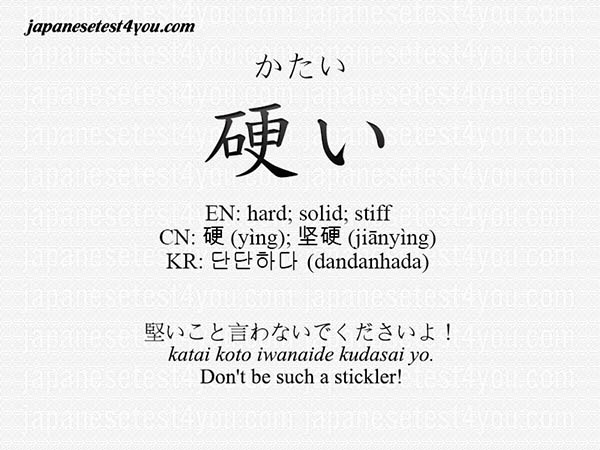 japanesetest4you.com
かたい
硬い
EN: hard; solid; stiff
CN: 硬 (yìng); 坚硬 (jiānyìng)
KR: 단단하다 (dandanhada)
堅いこと言わないでくださいよ！
katai koto iwanaide kudasai yo.
Don't be such a stickler!